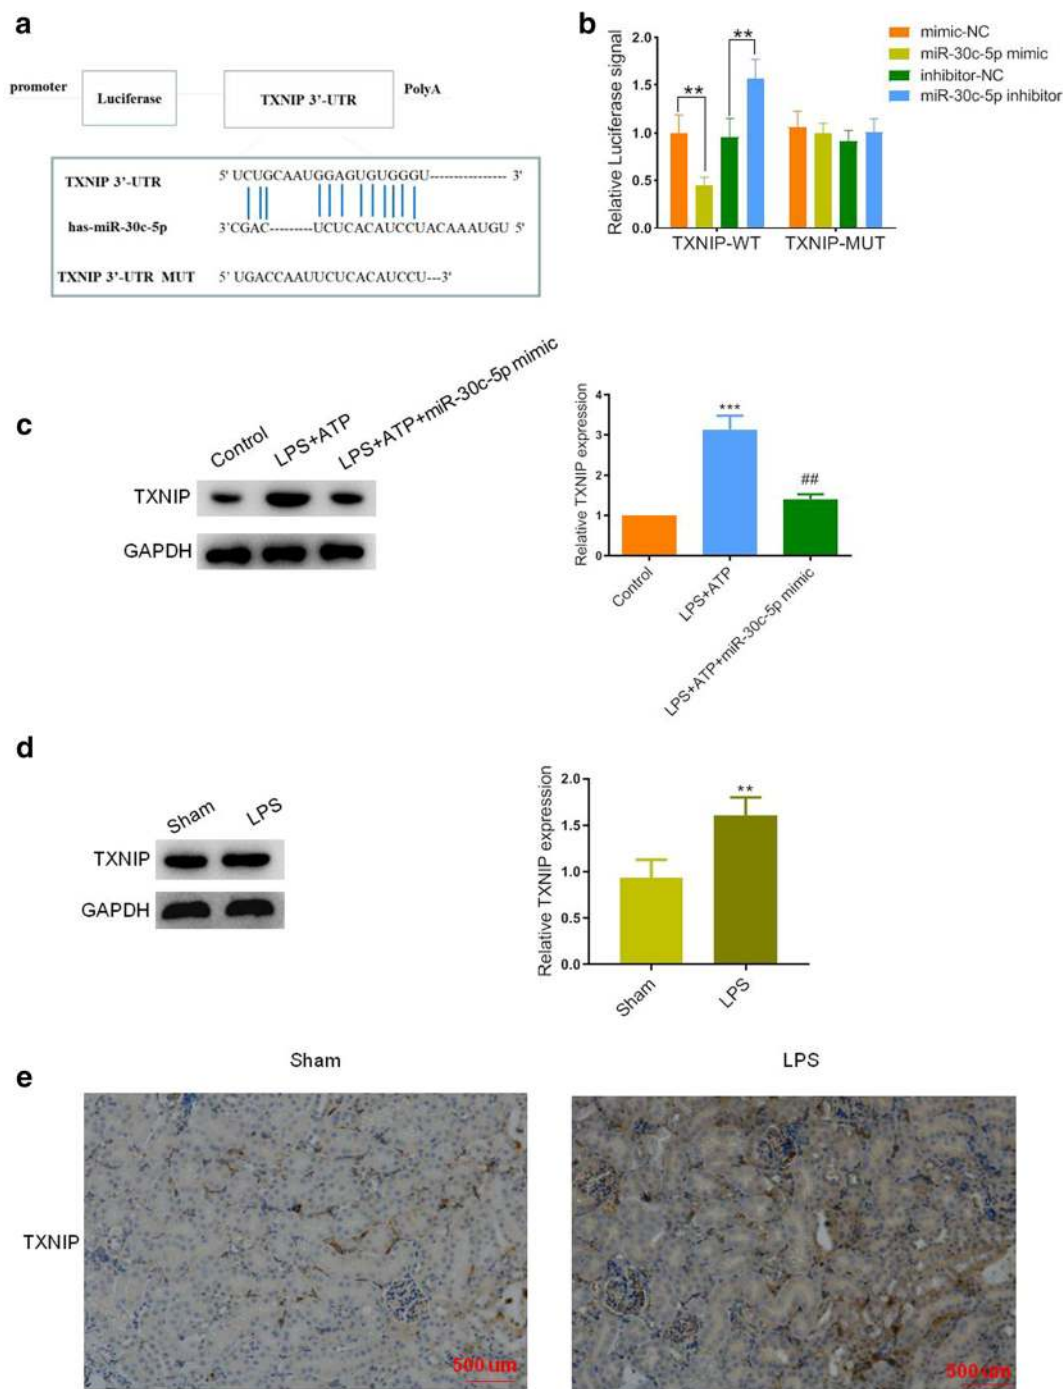 a
promoter
Luciferase
TXNIP 3'-UTR
PolyA
TXNIP 3'-UTR
5' UCUGCAAUGGAGUGUGGGU--------------- 3'
has-miR-30c-5p
3'CGAC---------UCUCACAUCCUACAAAUGU 5'
TXNIP 3'-UTR MUT
5' UGACCAAUUCUCACAUCCU---3'
b
Relative Luciferase signal
2.0
1.5
1.0
0.5
0.0
**
**
TXNIP-WT
TXNIP-MUT
mimic-NC
miR-30c-5p mimic
inhibitor-NC
miR-30c-5p inhibitor
c
Control
LPS+ATP
LPS+ATP+miR-30c-5p mimic
TXNIP
GAPDH
Relative TXNIP expression
4
3
2
1
0
***
##
Control
LPS+ATP
LPS+ATP+miR-30c-5p mimic
d
Sham
LPS
TXNIP
GAPDH
Relative TXNIP expression
2.0
1.5
1.0
0.5
0.0
**
Sham
LPS
e
Sham
LPS
TXNIP
500 um
500 um